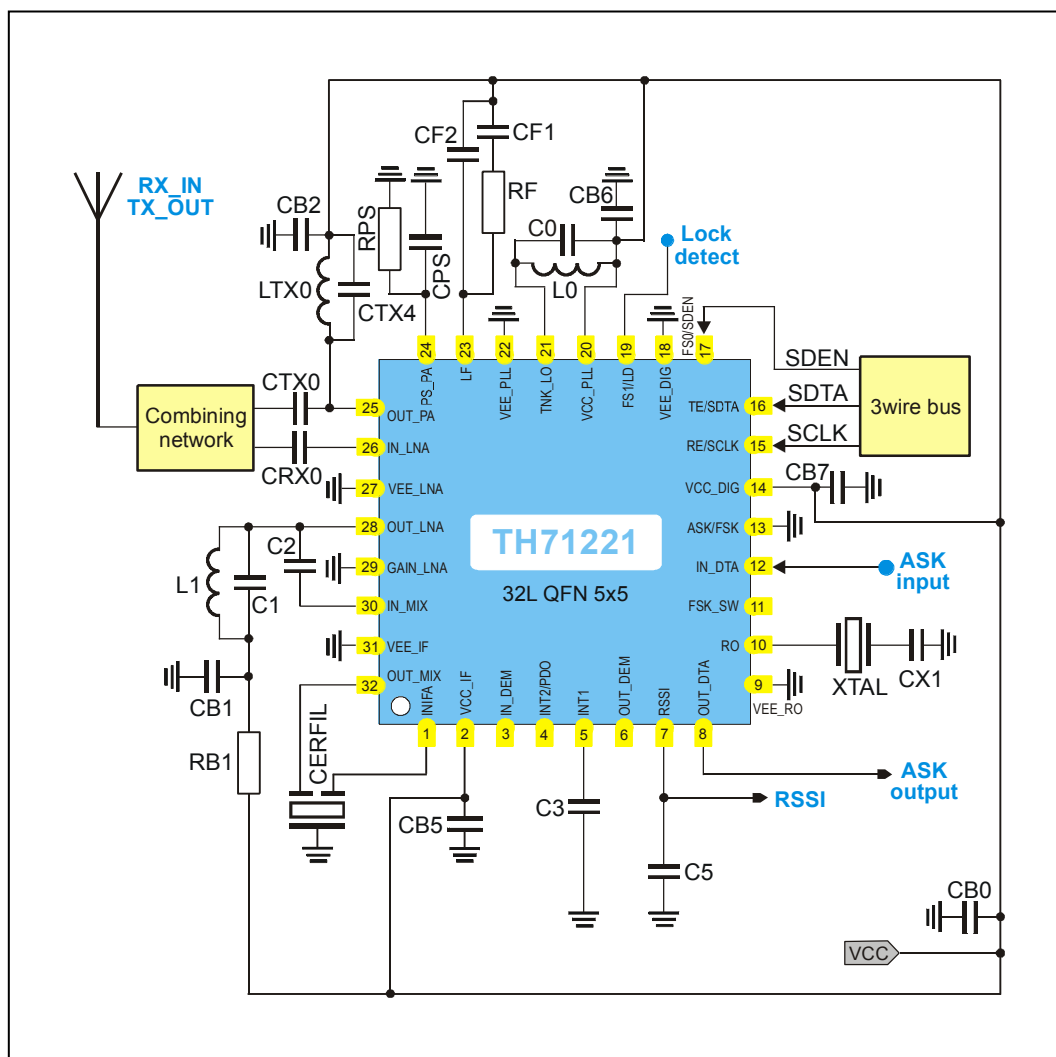 CF2
CF1
RX_IN
TX_OUT
CB2
RPS
CPS
RF
C0
CB6
L0
Lock
detect
LTX0
CTX4
24
23
22
21
20
19
18
17
PS_PA
LF
VEE_PLL
TNK_LO
VCC_PLL
FS1/LD
VEE_DIG
FS0/SDEN
SDEN
SDTA
SCLK
3wire bus
CTX0
Combining
network
CRX0
25
OUT_PA
26
IN_LNA
27
VEE_LNA
28
OUT_LNA
29
GAIN_LNA
30
IN_MIX
31
VEE_IF
32
OUT_MIX
TE/SDTA
16
RE/SCLK
15
VCC_DIG
14
CB7
ASK/FSK
13
IN_DTA
12
ASK
input
FSK_SW
11
RO
10
XTAL
CX1
9
VEE_RO
TH71221
32L QFN 5x5
C2
L1
C1
CB1
RB1
CERFIL
INIFA
VCC_IF
IN_DEM
INT2/PDO
INT1
OUT_DEM
RSSI
OUT_DTA
1
2
3
4
5
6
7
8
ASK
output
RSSI
CB5
C3
C5
CB0
VCC